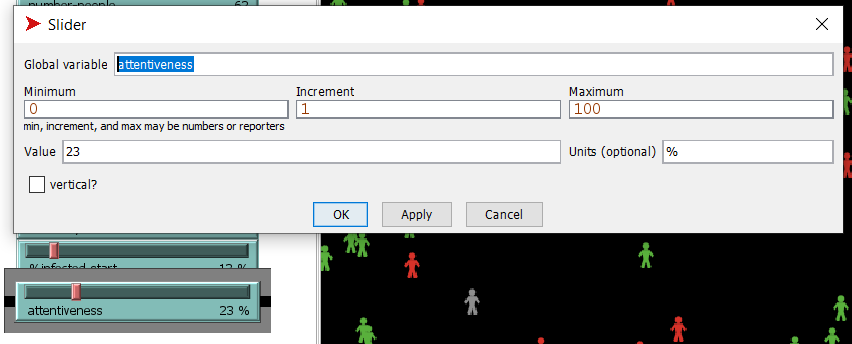 number-people 62
Slider
Global variable attentiveness
Minimum Increment Maximum
0 1 100
min, increment, and max may be numbers or reporters
Value 23 Units (optional) %
vertical?
OK Apply Cancel
%infected-start 12 %
attentiveness 23 %